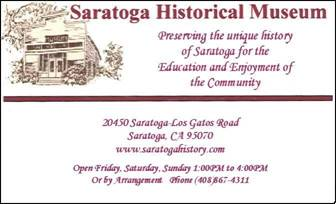 Saratoga Historical Museum
Preserving the unique history
of Saratoga for the
Education and Enjoyment of
the Community
20450 Saratoga-Los Gatos Road
Saratoga, CA 95070
www.saratogahistory.com
Open Friday, Saturday, Sunday 1:00PM to 4:00PM
Or by Arrangement Phone (408)867-4311